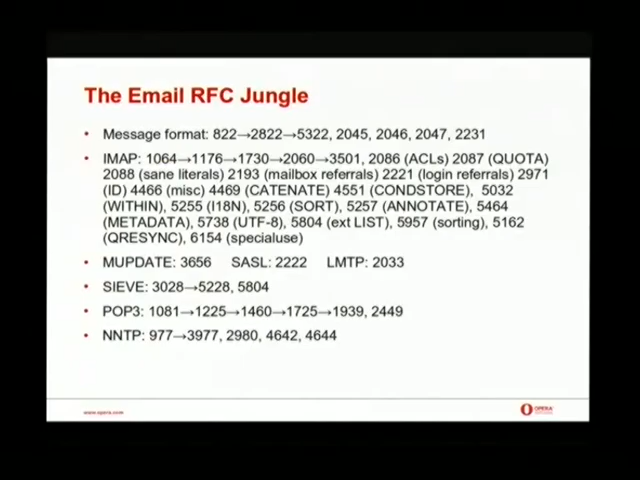 The Email RFC Jungle
• Message format: 822→2822→5322, 2045, 2046, 2047, 2231
• IMAP: 1064→1176→1730→2060→3501, 2086 (ACLs) 2087 (QUOTA)
2088 (sane literals) 2193 (mailbox referrals) 2221 (login referrals) 2971
(ID) 4466 (misc) 4469 (CATENATE) 4551 (CONDSTORE), 5032
(WITHIN), 5255 (I18N), 5256 (SORT), 5257 (ANNOTATE), 5464
(METADATA), 5738 (UTF-8), 5804 (ext LIST), 5957 (sorting), 5162
(QRESYNC), 6154 (specialuse)
• MUPDATE: 3656 SASL: 2222 LMTP: 2033
• SIEVE: 3028→5228, 5804
• POP3: 1081→1225→1460→1725→1939, 2449
• NNTP: 977→3977, 2980, 4642, 4644
www.opera.com
OPERA